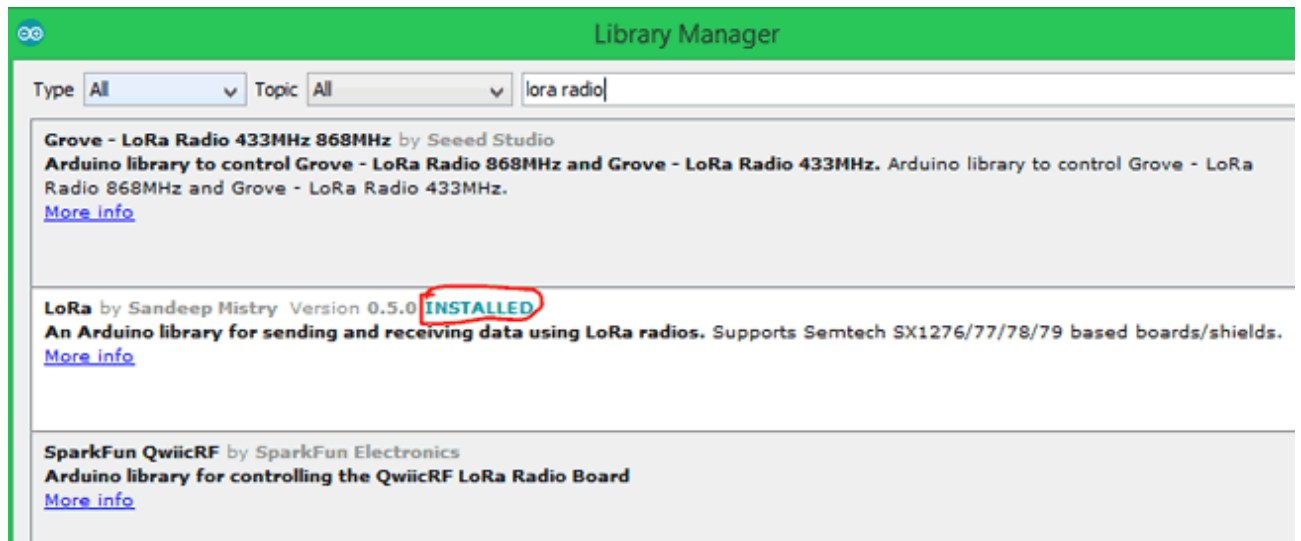 Library Manager
Type All Topic All lora radio
Grove - LoRa Radio 433MHz 868MHz by Seeed Studio
Arduino library to control Grove - LoRa Radio 868MHz and Grove - LoRa Radio 433MHz. Arduino library to control Grove - LoRa
Radio 868MHz and Grove - LoRa Radio 433MHz.
More info
LoRa by Sandeep Mistry Version 0.5.0 INSTALLED
An Arduino library for sending and receiving data using LoRa radios. Supports Semtech SX1276/77/78/79 based boards/shields.
More info
SparkFun QwiicRF by SparkFun Electronics
Arduino library for controlling the QwiicRF LoRa Radio Board
More info